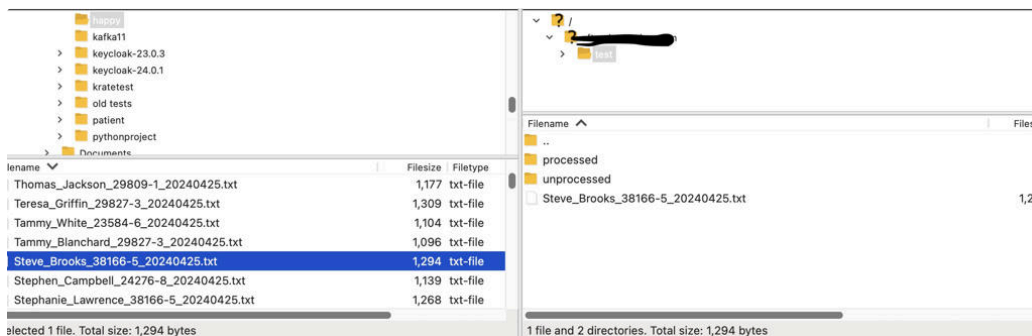 happy
kafka11
keycloak-23.0.3
keycloak-24.0.1
kratetest
old tests
patient
pythonproject
Documents
lename Filesize Filetype
Thomas_Jackson_29809-1_20240425.txt 1,177 txt-file
Teresa_Griffin_29827-3_20240425.txt 1,309 txt-file
Tammy_White_23584-6_20240425.txt 1,104 txt-file
Tammy_Blanchard_29827-3_20240425.txt 1,096 txt-file
Steve_Brooks_38166-5_20240425.txt 1,294 txt-file
Stephen_Campbell_24276-8_20240425.txt 1,139 txt-file
Stephanie_Lawrence_38166-5_20240425.txt 1,268 txt-file
elected 1 file. Total size: 1,294 bytes
/
test
Filename Files
..
processed
unprocessed
Steve_Brooks_38166-5_20240425.txt 1,2
1 file and 2 directories. Total size: 1,294 bytes